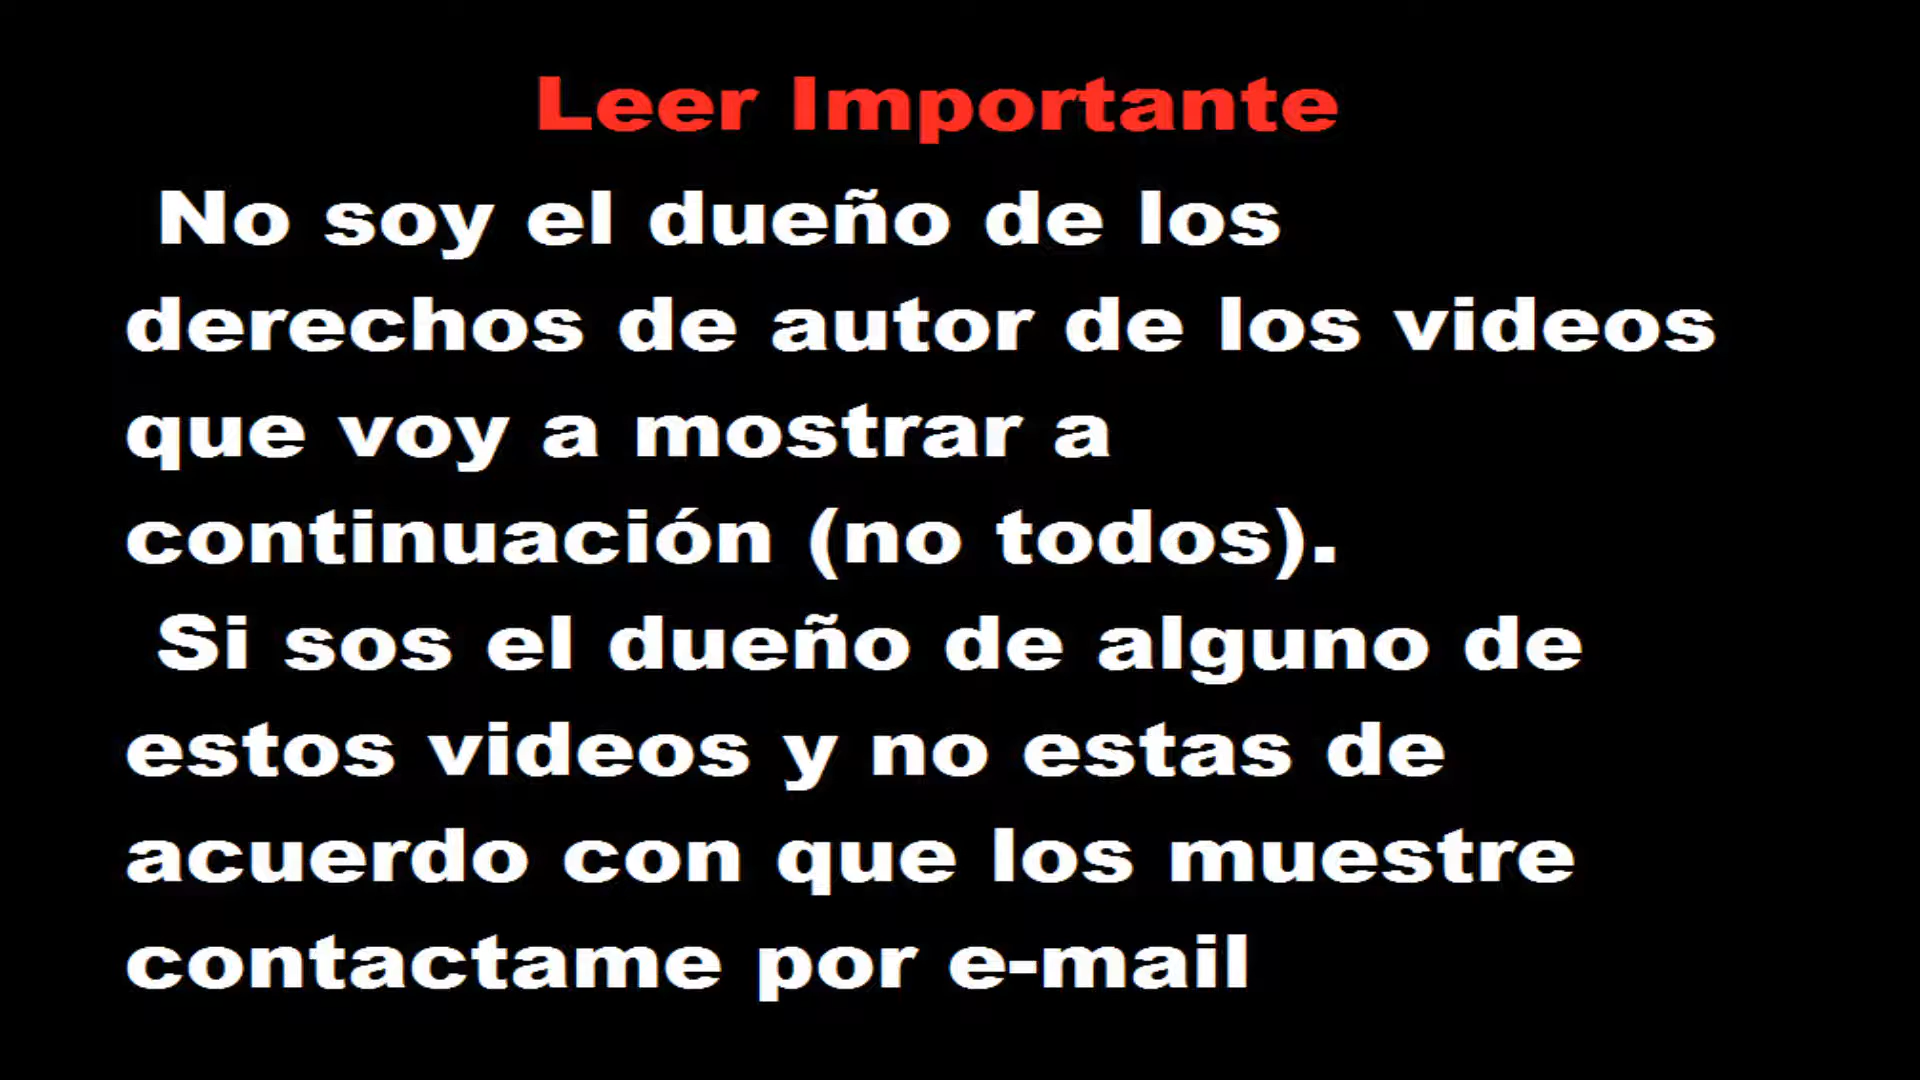 Leer Importante
No soy el dueño de los
derechos de autor de los videos
que voy a mostrar a
continuación (no todos).
Si sos el dueño de alguno de
estos videos y no estas de
acuerdo con que los muestre
contactame por e-mail